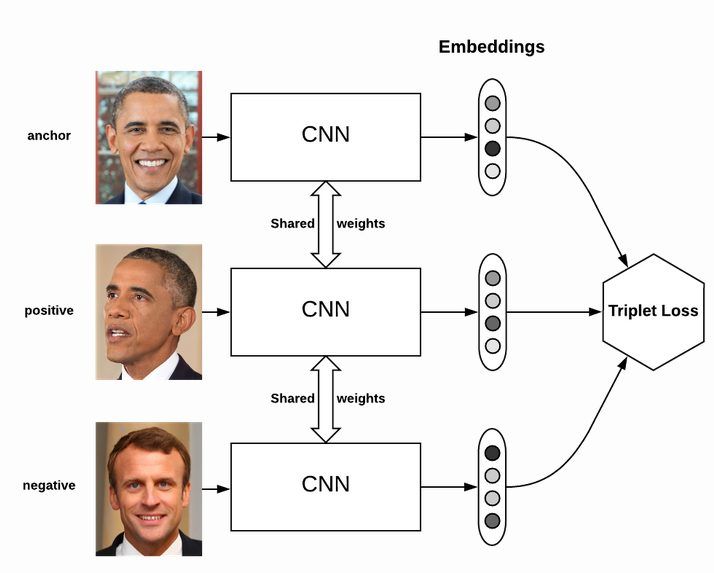 Embeddings
anchor
CNN
Shared weights
positive
CNN
Triplet Loss
Shared weights
negative
CNN